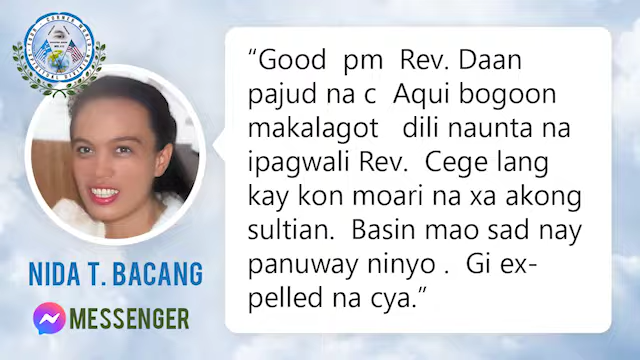 “Good pm Rev. Daan
pajud na c Aqui bogoon
makalagot dili naunta na
ipagwali Rev. Cege lang
kay kon moari na xa akong
sultian. Basin mao sad nay
panuway ninyo . Gi ex-
pelled na cya.”
NIDA T. BACANG
MESSENGER